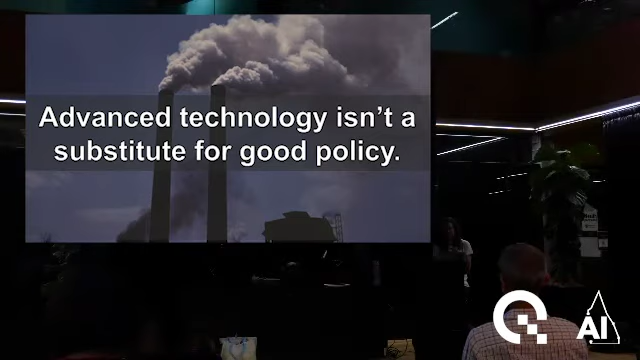 Advanced technology isn't a
substitute for good policy.
AI